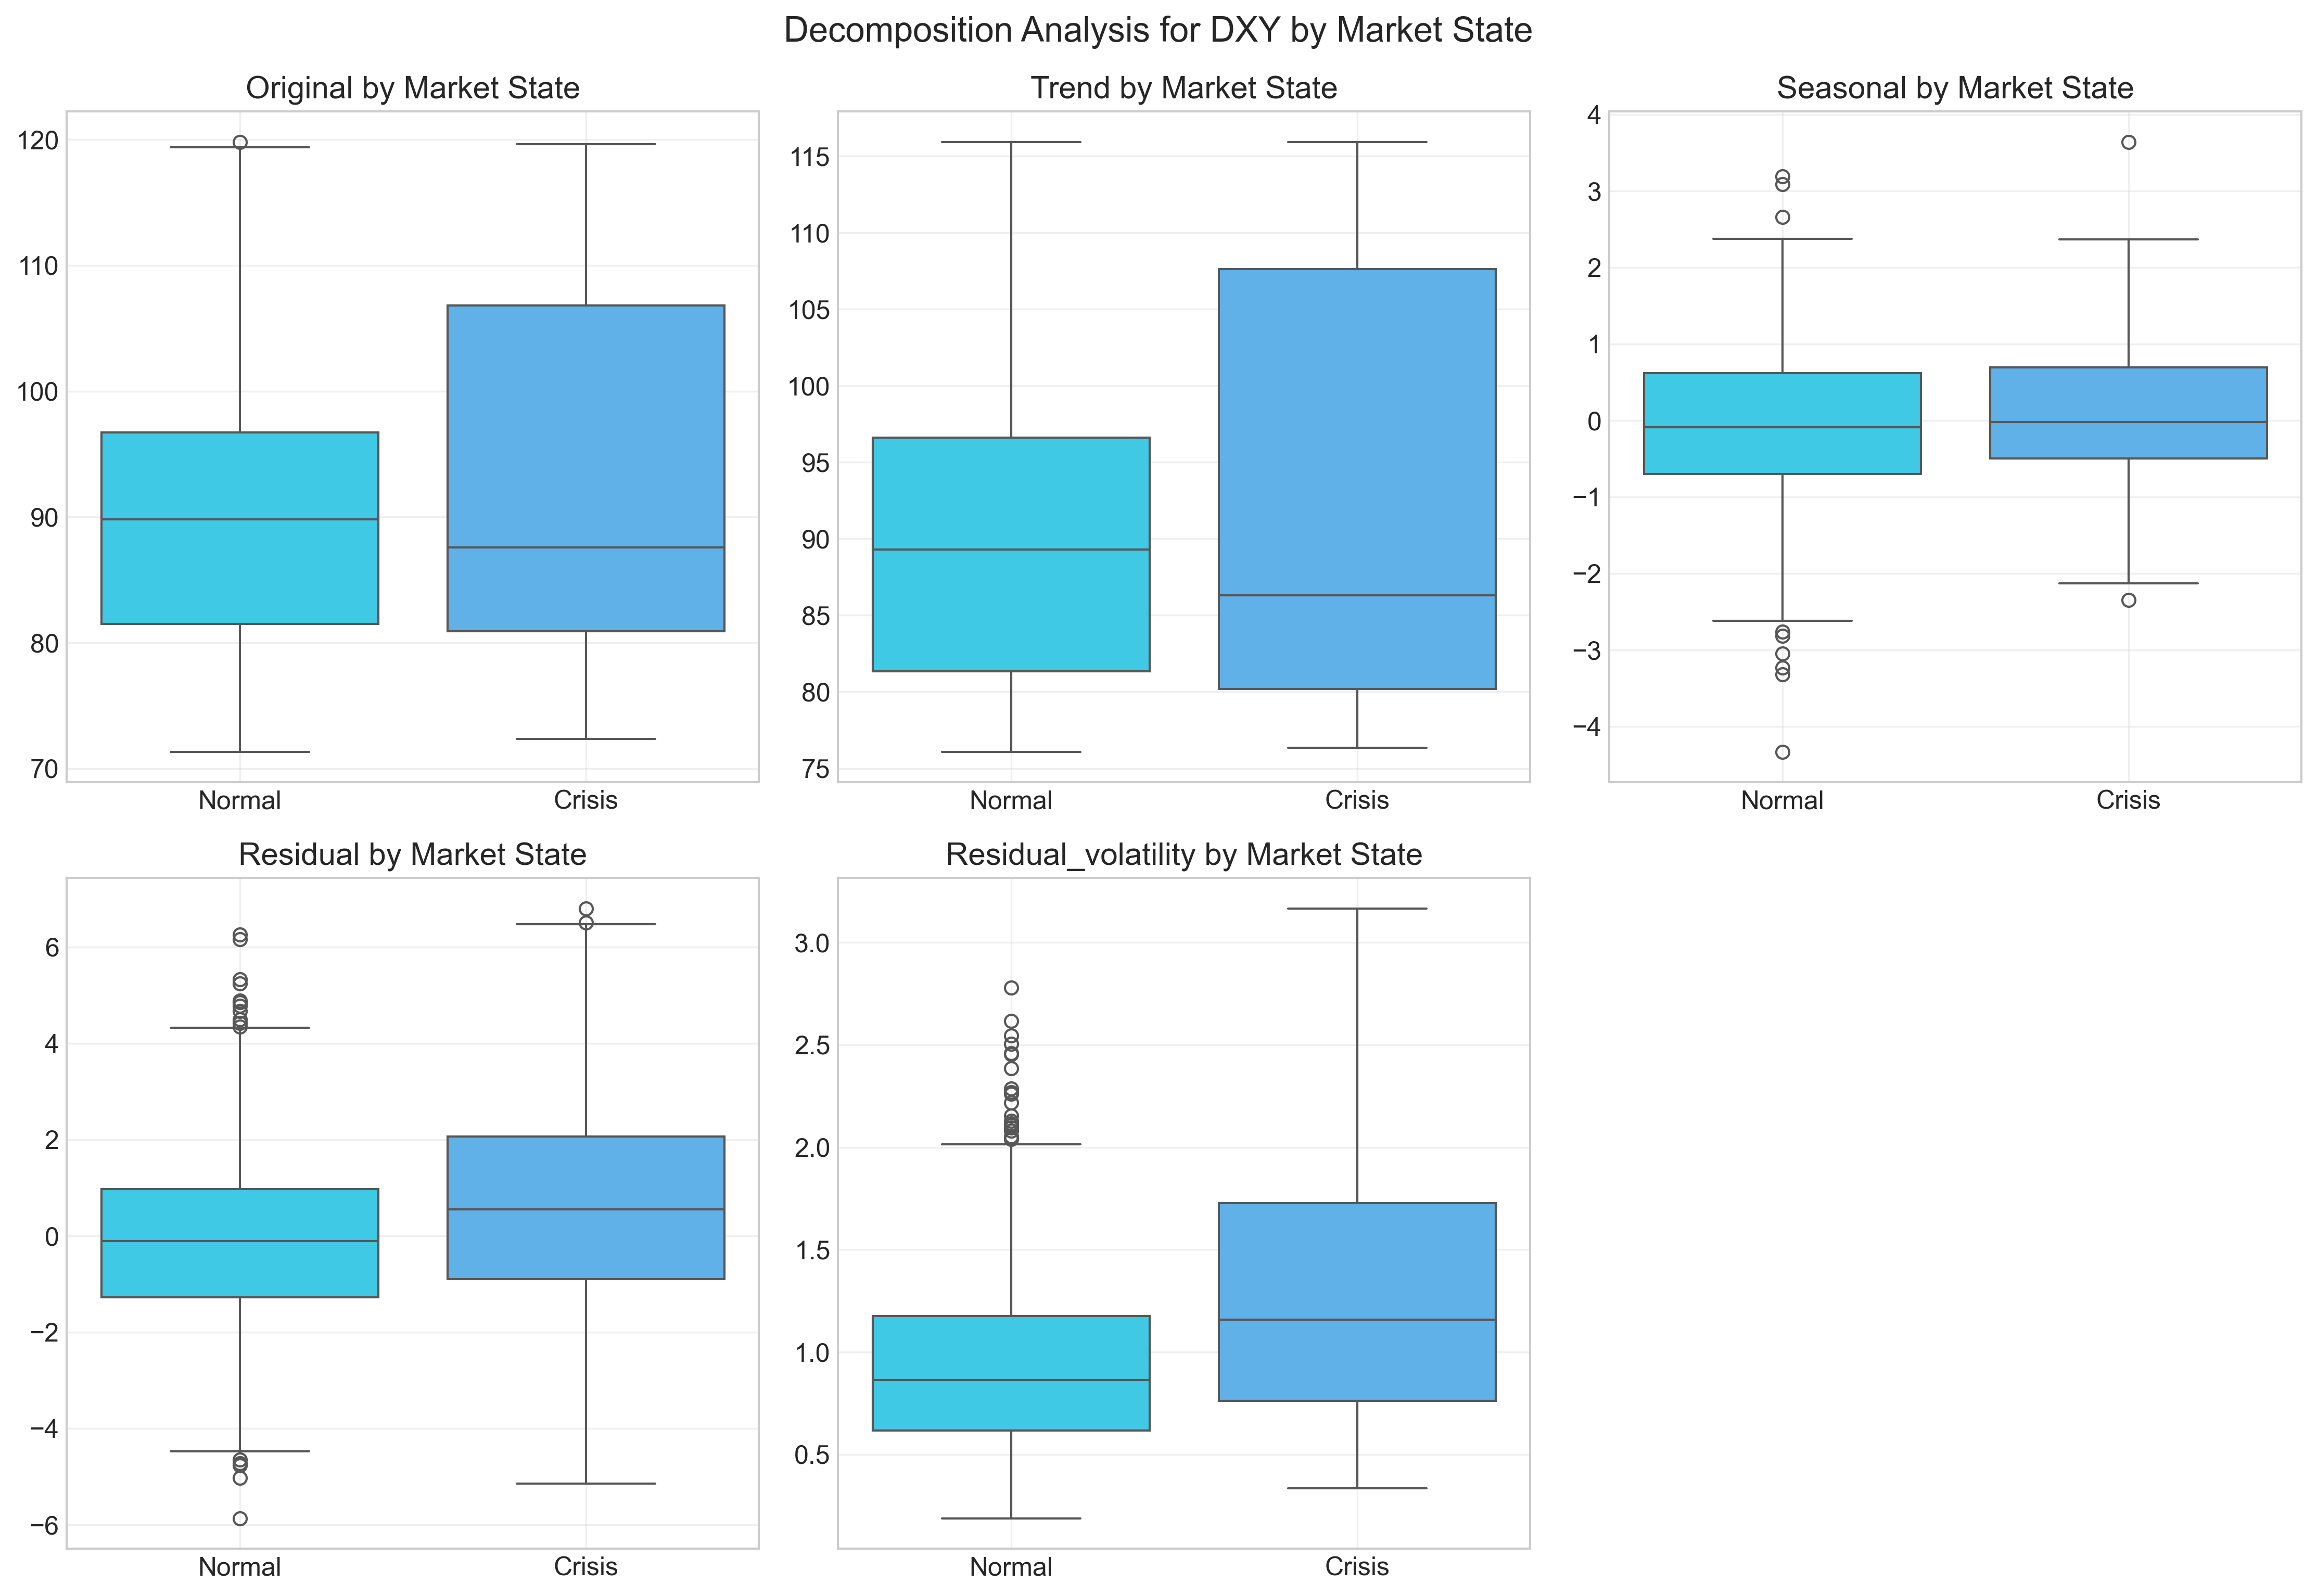 Decomposition Analysis for DXY by Market State
Original by Market State
120
110
100
90
80
70
Normal
Crisis
Trend by Market State
115
110
105
100
95
90
85
80
75
Normal
Crisis
Seasonal by Market State
4
3
2
1
0
−1
−2
−3
−4
Normal
Crisis
Residual by Market State
6
4
2
0
−2
−4
−6
Normal
Crisis
Residual_volatility by Market State
3.0
2.5
2.0
1.5
1.0
0.5
Normal
Crisis